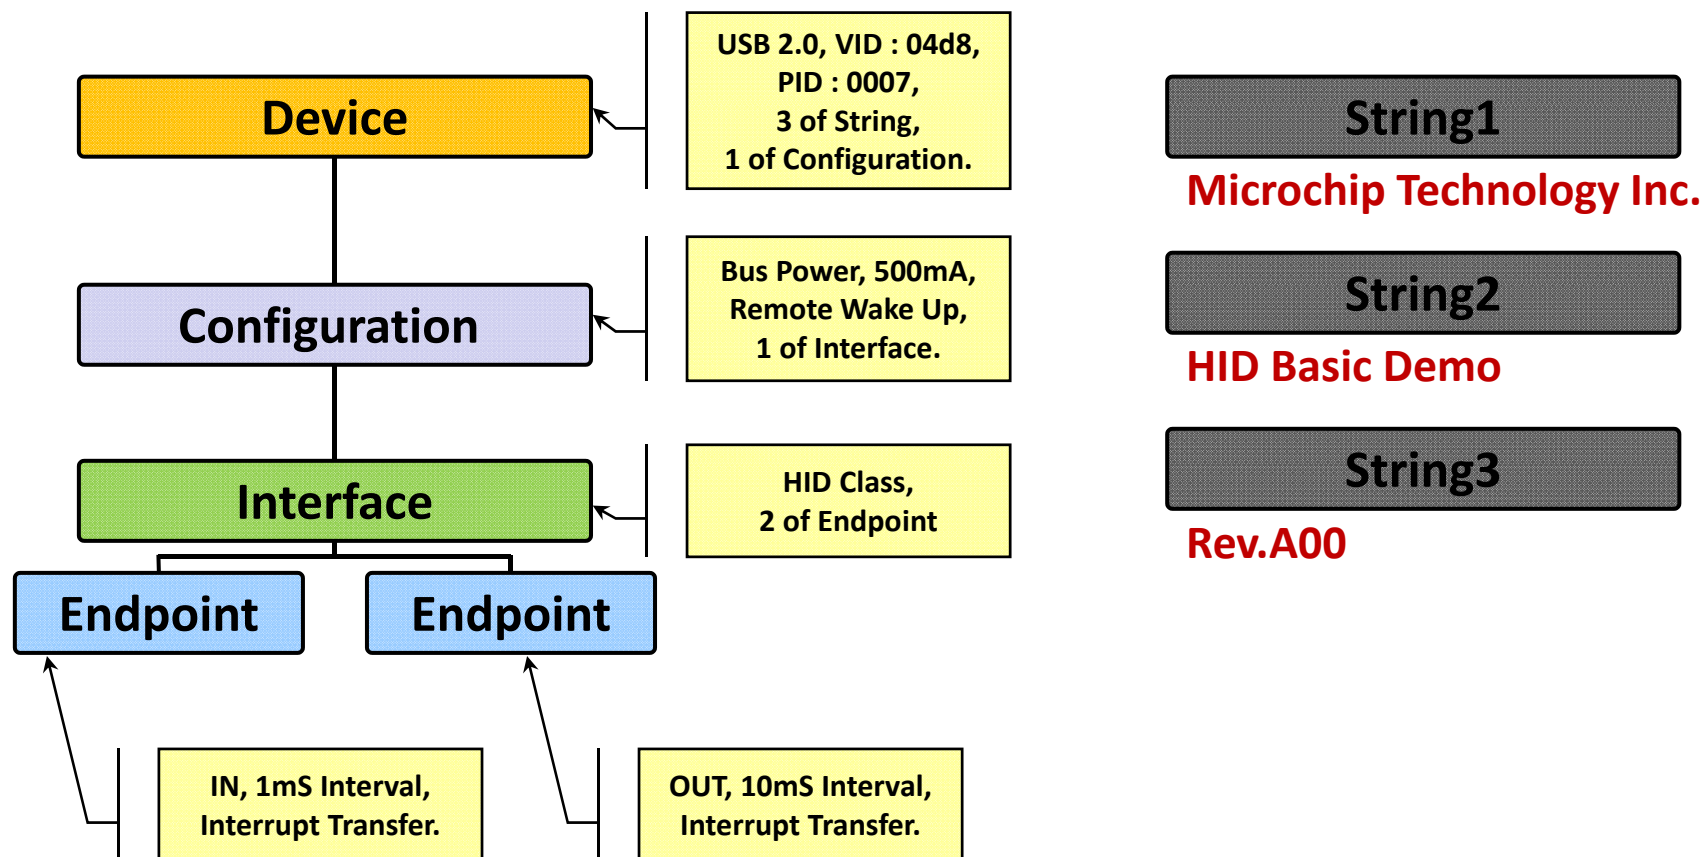 Device
USB 2.0, VID : 04d8,
PID : 0007,
3 of String,
1 of Configuration.
Configuration
Bus Power, 500mA,
Remote Wake Up,
1 of Interface.
Interface
HID Class,
2 of Endpoint
Endpoint
Endpoint
IN, 1mS Interval,
Interrupt Transfer.
OUT, 10mS Interval,
Interrupt Transfer.
String1
Microchip Technology Inc.
String2
HID Basic Demo
String3
Rev.A00